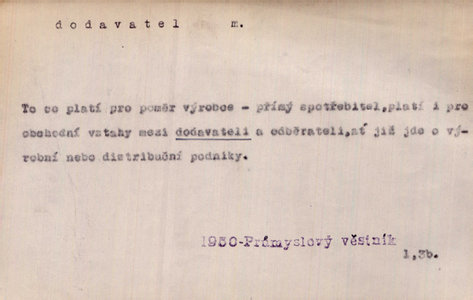 dodavatel m.
To co platí pro poměr výrobce - přímý spotřebitel,platí i pro
obchodní vztahy mezi dodavateli a odběrateli,ať již jde o vý-
robní nebo distribuční podniky.
1950-Průmyslový věstník
1,3b.